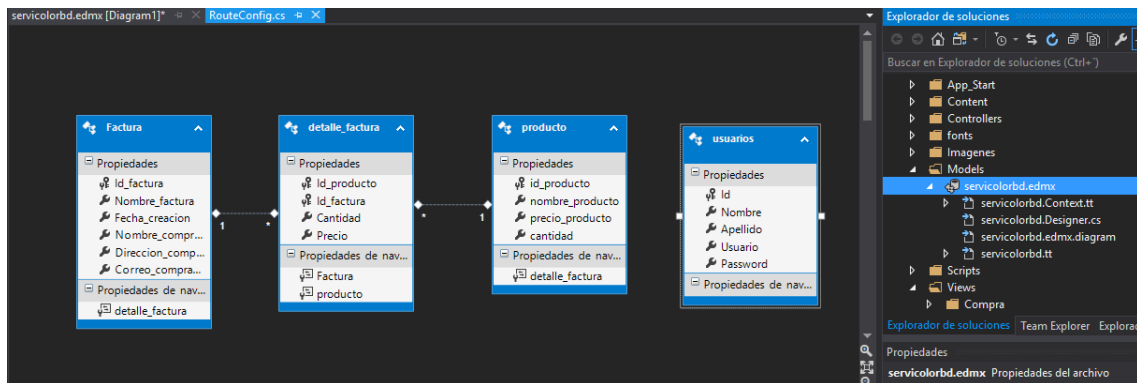 servicolorbd.edmx [Diagram1]*
RouteConfig.cs
Factura
Propiedades
Id_factura
Nombre_factura
Fecha_creacion
Nombre_compr...
Direccion_comp...
Correo_compra...
Propiedades de nav...
detalle_factura
1
*
detalle_factura
Propiedades
Id_producto
Id_factura
Cantidad
Precio
Propiedades de nav...
Factura
producto
*
1
producto
Propiedades
id_producto
nombre_producto
precio_producto
cantidad
Propiedades de nav...
detalle_factura
usuarios
Propiedades
Id
Nombre
Apellido
Usuario
Password
Propiedades de nav...
Explorador de soluciones
Buscar en Explorador de soluciones (Ctrl+¨)
App_Start
Content
Controllers
fonts
Imagenes
Models
servicolorbd.edmx
servicolorbd.Context.tt
servicolorbd.Designer.cs
servicolorbd.edmx.diagram
servicolorbd.tt
Scripts
Views
Compra
Explorador de soluciones Team Explorer Explorad
Propiedades
servicolorbd.edmx Propiedades del archivo